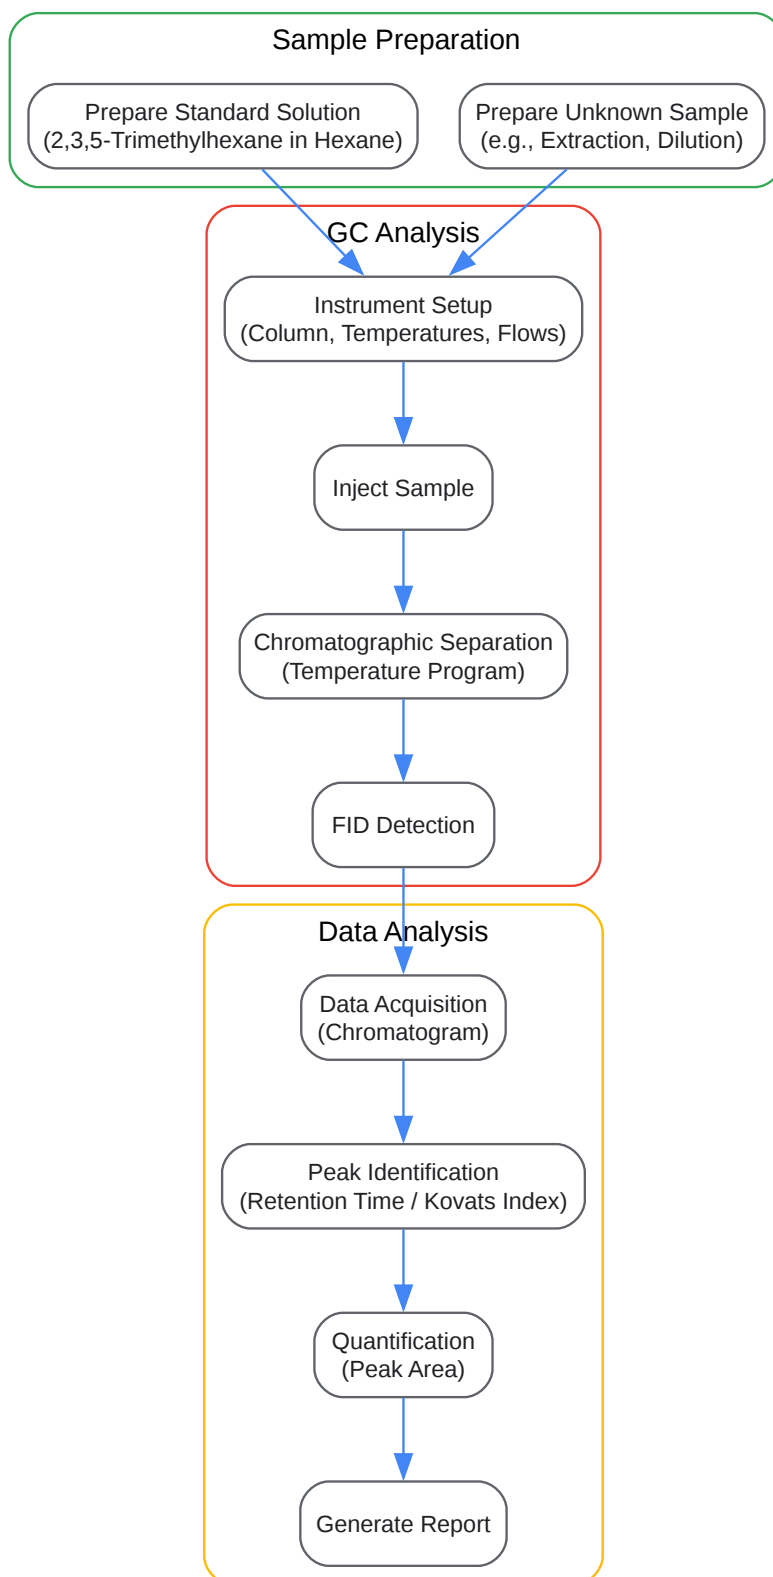 Sample Preparation
Prepare Standard Solution
(2,3,5-Trimethylhexane in Hexane)
Prepare Unknown Sample
(e.g., Extraction, Dilution)
GC Analysis
Instrument Setup
(Column, Temperatures, Flows)
Inject Sample
Chromatographic Separation
(Temperature Program)
FID Detection
Data Analysis
Data Acquisition
(Chromatogram)
Peak Identification
(Retention Time / Kovats Index)
Quantification
(Peak Area)
Generate Report